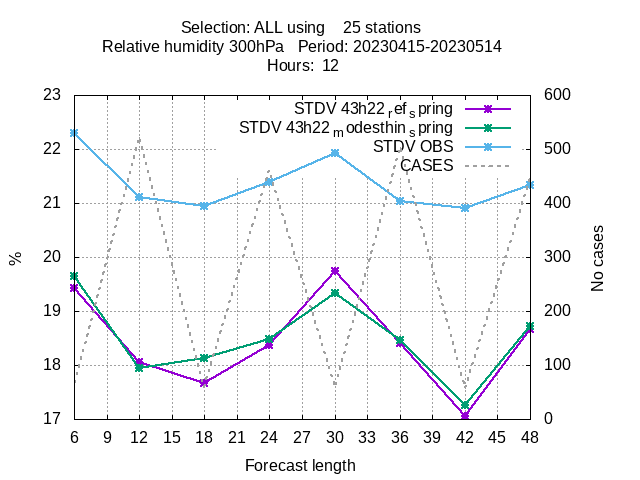 Selection: ALL using    25 stations
Relative humidity 300hPa   Period: 20230415-20230514
Hours:  12
STDV 43h22_ref_spring
STDV 43h22_modesthin_spring
STDV OBS
CASES
23
22
21
20
19
18
17
%
600
500
400
300
200
100
0
No cases
6 9 12 15 18 21 24 27 30 33 36 39 42 45 48
Forecast length